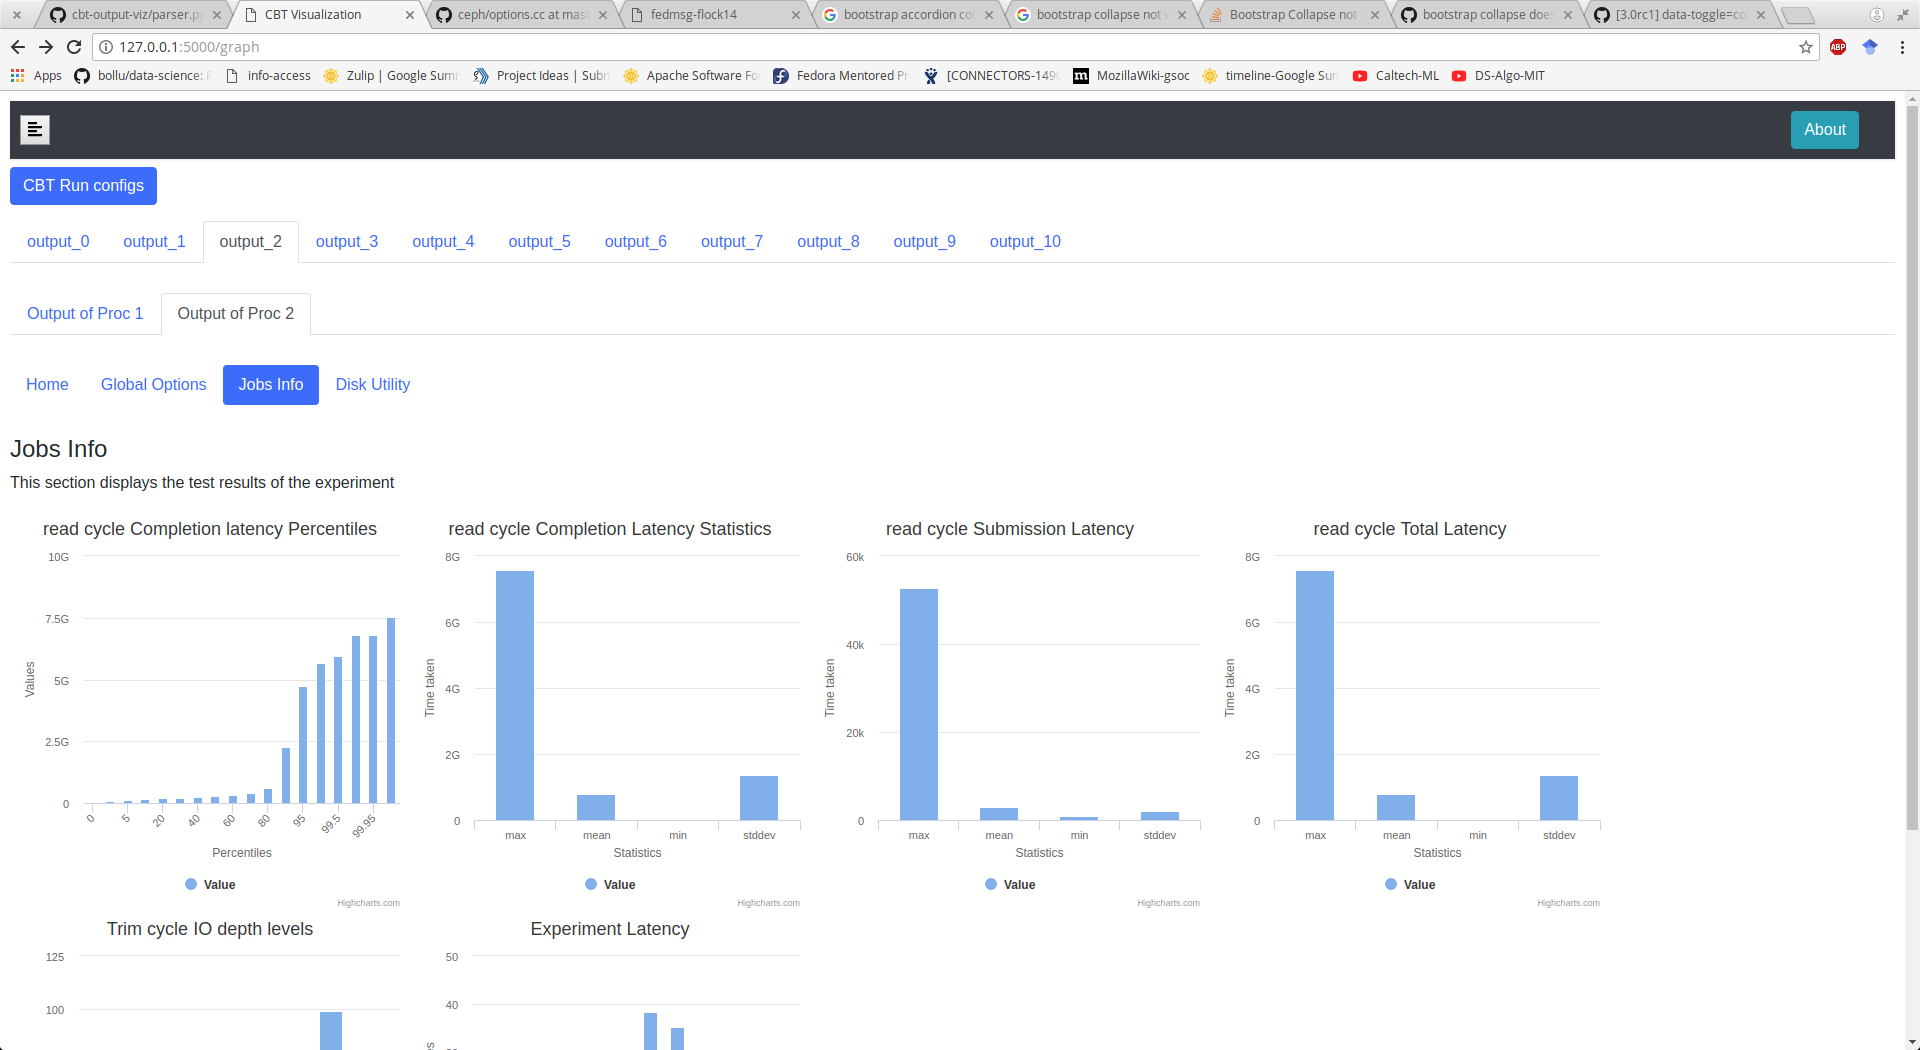 cbt-output-viz/parser.py
CBT Visualization
ceph/options.cc at mast
fedmsg-flock14
bootstrap accordion col
bootstrap collapse not w
Bootstrap Collapse not
bootstrap collapse does
[3.0rc1] data-toggle=co
127.0.0.1:5000/graph
ABP
Apps
bollu/data-science: F
info-access
Zulip | Google Summ
Project Ideas | Subn
Apache Software Fo
Fedora Mentored Pr
[CONNECTORS-149
MozillaWiki-gsoc
timeline-Google Sum
Caltech-ML
DS-Algo-MIT
About
CBT Run configs
output_0 output_1 output_2 output_3 output_4 output_5 output_6 output_7 output_8 output_9 output_10
Output of Proc 1 Output of Proc 2
Home Global Options Jobs Info Disk Utility
Jobs Info
This section displays the test results of the experiment
read cycle Completion latency Percentiles
10G
7.5G
5G
2.5G
0
Values
0 5 20 40 60 80 95 99.5 99.95
Percentiles
Value
Highcharts.com
read cycle Completion Latency Statistics
8G
6G
4G
2G
0
Time taken
max mean min stddev
Statistics
Value
Highcharts.com
read cycle Submission Latency
60k
40k
20k
0
Time taken
max mean min stddev
Statistics
Value
Highcharts.com
read cycle Total Latency
8G
6G
4G
2G
0
Time taken
max mean min stddev
Statistics
Value
Highcharts.com
Trim cycle IO depth levels
125
100
Experiment Latency
50
40